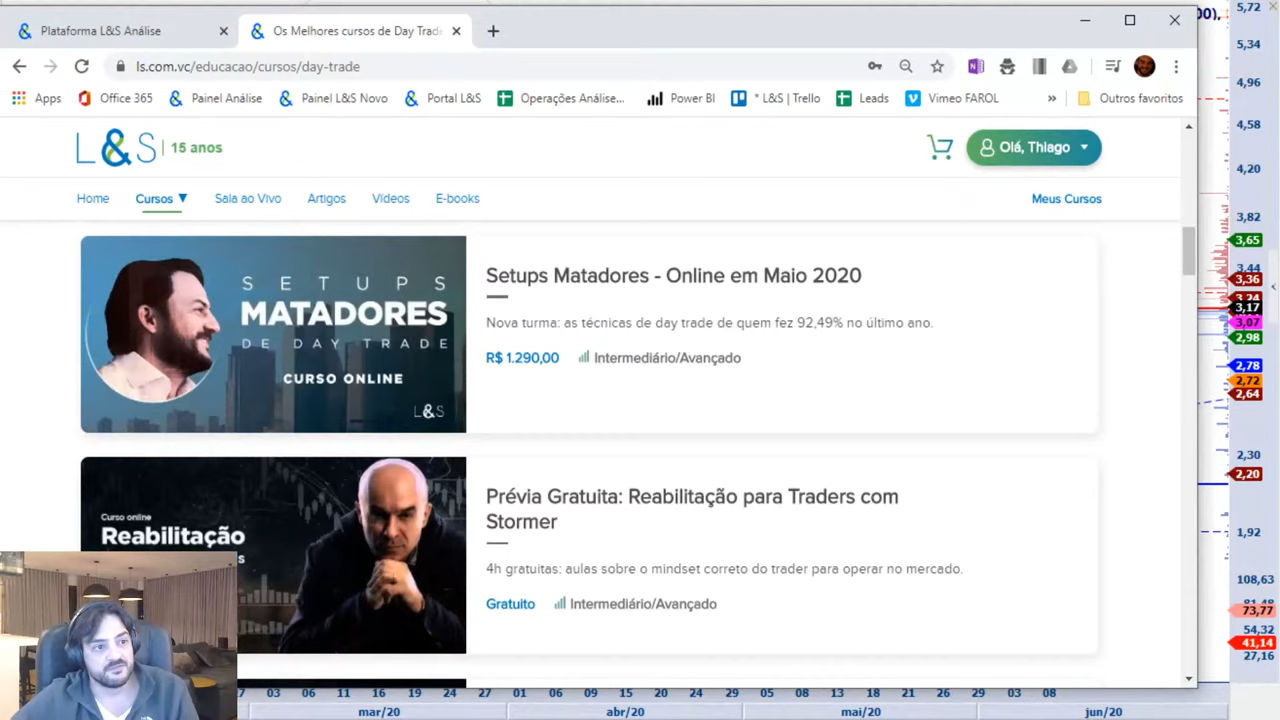 Plataforma L&S Análise
Os Melhores cursos de Day Trade
ls.com.vc/educacao/cursos/day-trade
Apps Office 365 Painel Análise Painel L&S Novo Portal L&S Operações Análise... Power BI * L&S | Trello Leads Vimeo FAROL » Outros favoritos
L&S 15 anos
Olá, Thiago
Home Cursos ▼ Sala ao Vivo Artigos Vídeos E-books Meus Cursos
SETUPS
MATADORES
DE DAY TRADE
CURSO ONLINE
L&S
Setups Matadores - Online em Maio 2020
Nova turma: as técnicas de day trade de quem fez 92,49% no último ano.
R$ 1.290,00 Intermediário/Avançado
Curso online
Reabilitação
s
Prévia Gratuita: Reabilitação para Traders com
Stormer
4h gratuitas: aulas sobre o mindset correto do trader para operar no mercado.
Gratuito Intermediário/Avançado
00),
5,72
5,34
4,96
4,58
4,20
3,82
3,65
3,44
3,36
3,24
3,17
3,07
2,98
2,78
2,72
2,64
2,30
2,20
1,92
108,63
81,48
73,77
54,32
41,14
27,16
7 03 06 11 16 19 24 27 01 06 09 15 20 24 29 05 08 13 18 21 26 29 03 08
mar/20 abr/20 mai/20 jun/20